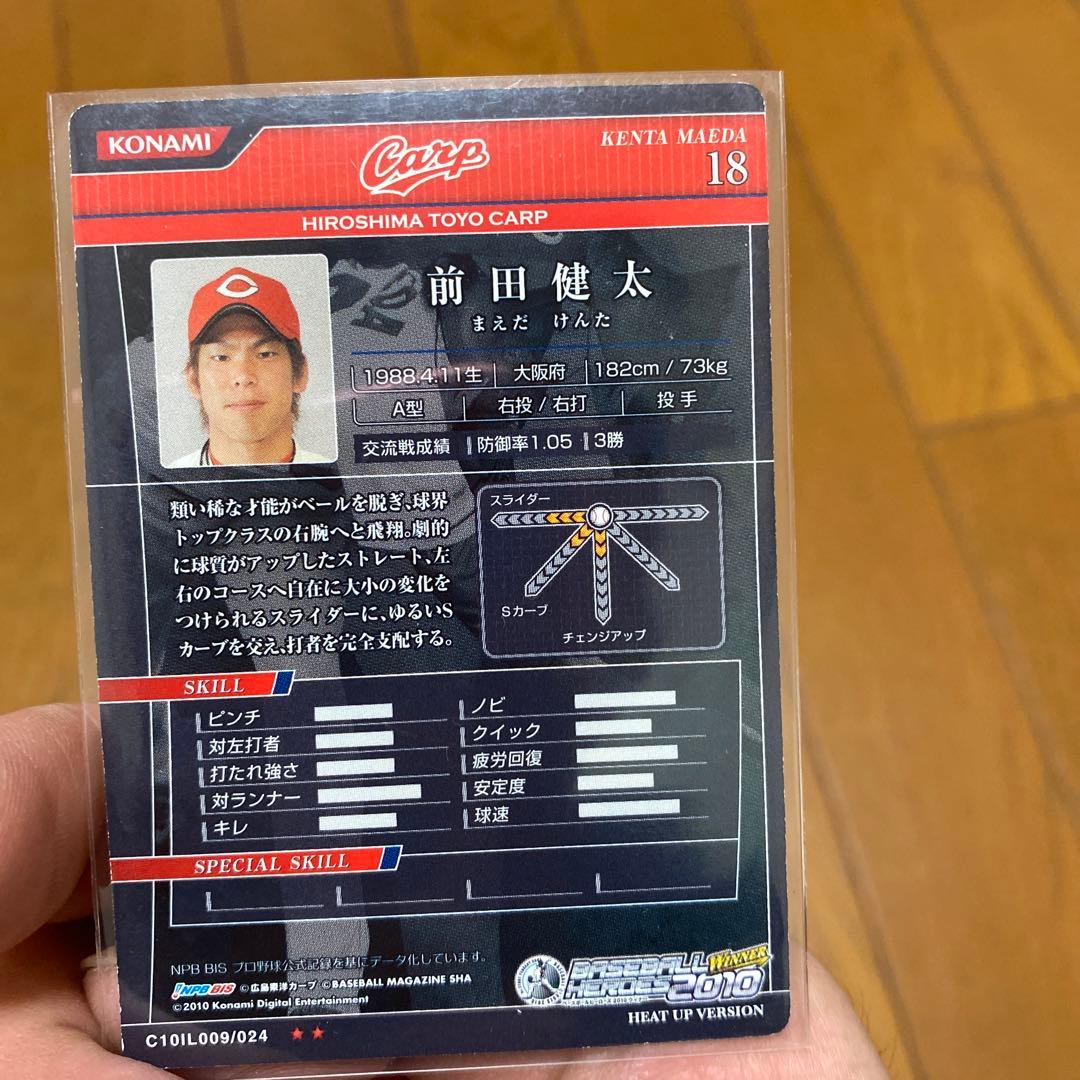 KONAMI
Carp
KENTA MAEDA
18
HIROSHIMA TOYO CARP
前田健太
まえだ けんた
1988.4.11生 大阪府 182cm / 73kg
A型 右投 / 右打 投手
交流戦成績 防御率1.05 3勝
類い稀な才能がベールを脱ぎ、球界
トップクラスの右腕へと飛翔。劇的
に球質がアップしたストレート、左
右のコースへ自在に大小の変化を
つけられるスライダーに、ゆるいS
カーブを交え、打者を完全支配する。
スライダー
Sカーブ
チェンジアップ
SKILL
ピンチ
対左打者
打たれ強さ
対ランナー
キレ
ノビ
クイック
疲労回復
安定度
球速
SPECIAL SKILL
NPB BIS プロ野球公式記録を基にデータ化しています。
NPB BIS ©広島東洋カープ ©BASEBALL MAGAZINE SHA
©2010 Konami Digital Entertainment
BASEBALL HEROES 2010 WINNER
HEAT UP VERSION
C10IL009/024 ★★